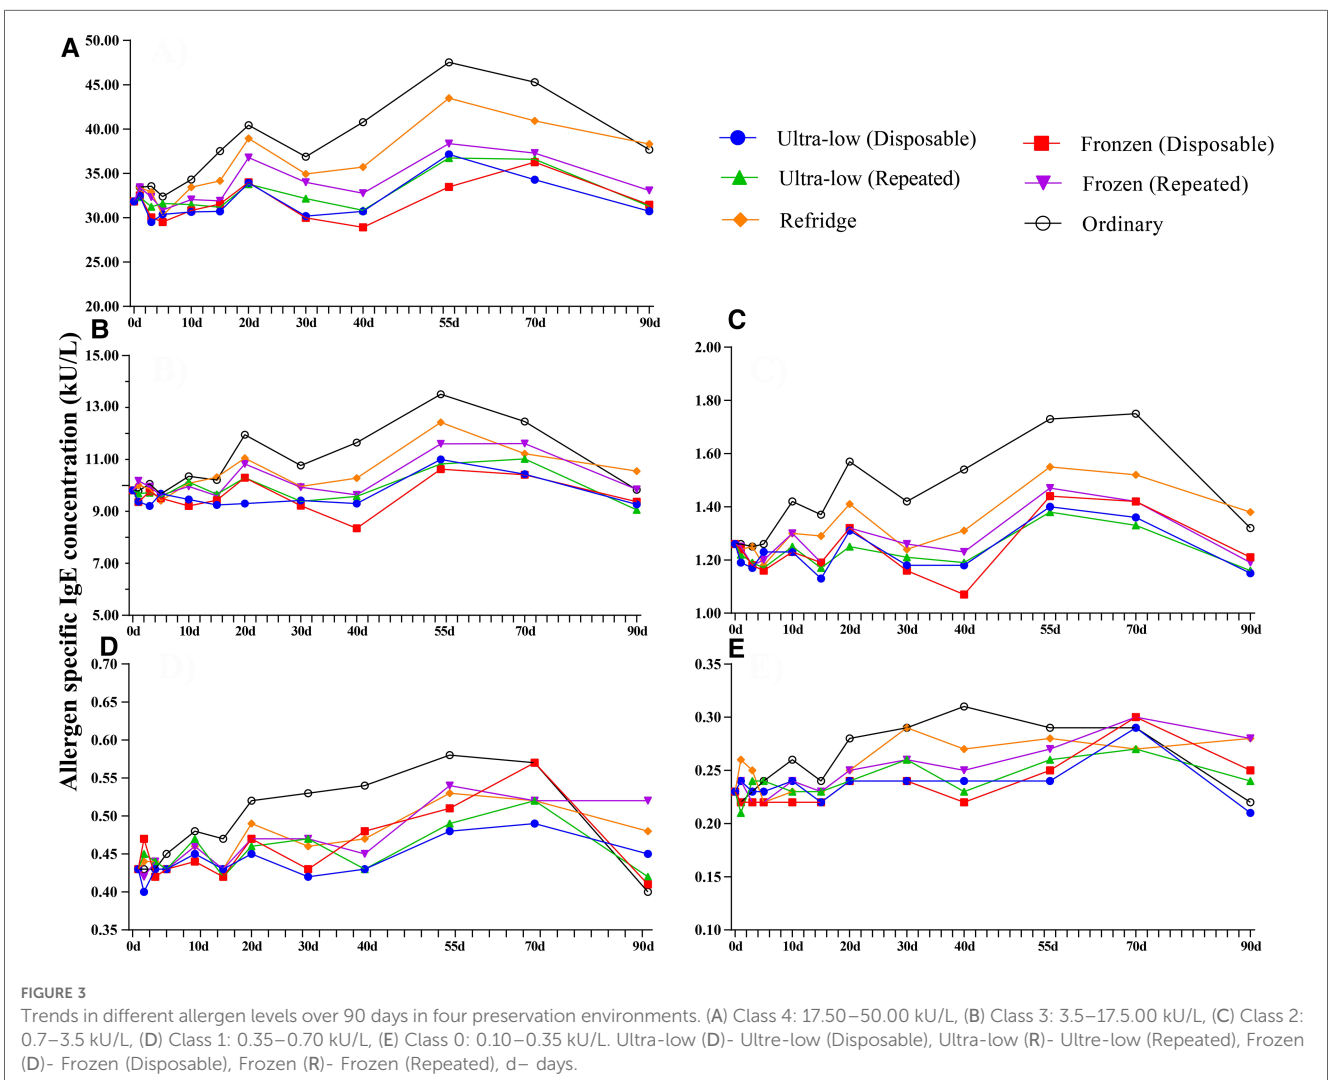 A
A)
50.00
45.00
40.00
35.00
30.00
25.00
20.00
0d 10d 20d 30d 40d 55d 70d 90d
Ultra-low (Disposable)
Fronzen (Disposable)
Ultra-low (Repeated)
Frozen (Repeated)
Refridge
Ordinary
Allergen specific IgE concentration (kU/L)
B
B)
15.00
13.00
11.00
9.00
7.00
5.00
0d 10d 20d 30d 40d 55d 70d 90d
C
C)
2.00
1.80
1.60
1.40
1.20
1.00
0d 10d 20d 30d 40d 55d 70d 90d
D
D)
0.70
0.65
0.60
0.55
0.50
0.45
0.40
0.35
0d 10d 20d 30d 40d 55d 70d 90d
E
E)
0.35
0.30
0.25
0.20
0.15
0.10
0d 10d 20d 30d 40d 55d 70d 90d
FIGURE 3
Trends in different allergen levels over 90 days in four preservation environments. (A) Class 4: 17.50–50.00 kU/L, (B) Class 3: 3.5–17.5.00 kU/L, (C) Class 2:
0.7–3.5 kU/L, (D) Class 1: 0.35–0.70 kU/L, (E) Class 0: 0.10–0.35 kU/L. Ultra-low (D)- Ultre-low (Disposable), Ultra-low (R)- Ultre-low (Repeated), Frozen
(D)- Frozen (Disposable), Frozen (R)- Frozen (Repeated), d– days.